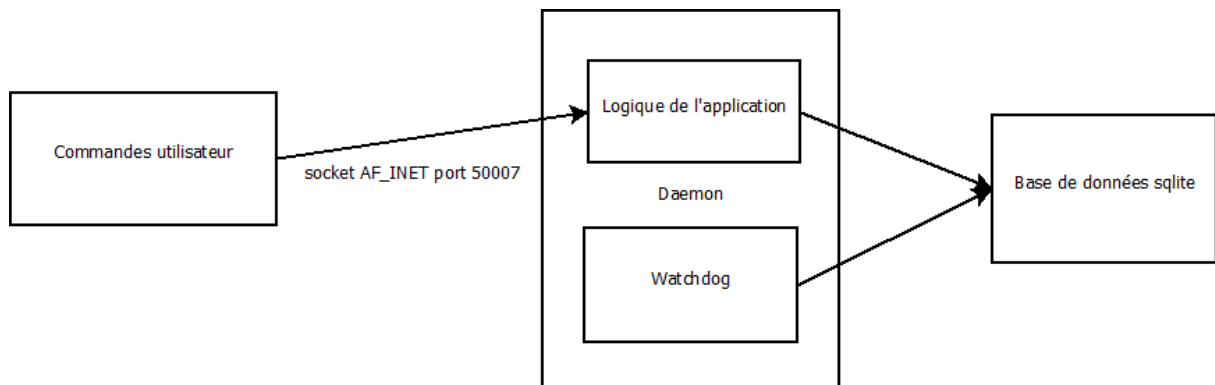 Commandes utilisateur
socket AF_INET port 50007
Logique de l'application
Daemon
Watchdog
Base de données sqlite